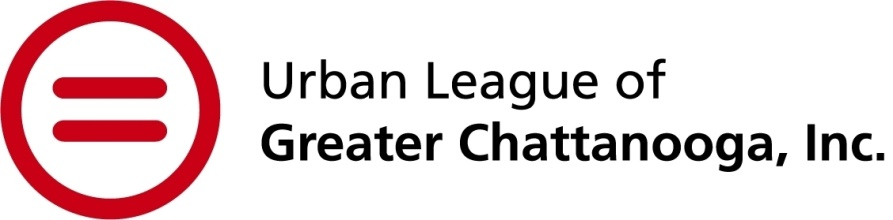 Urban League of
Greater Chattanooga, Inc.